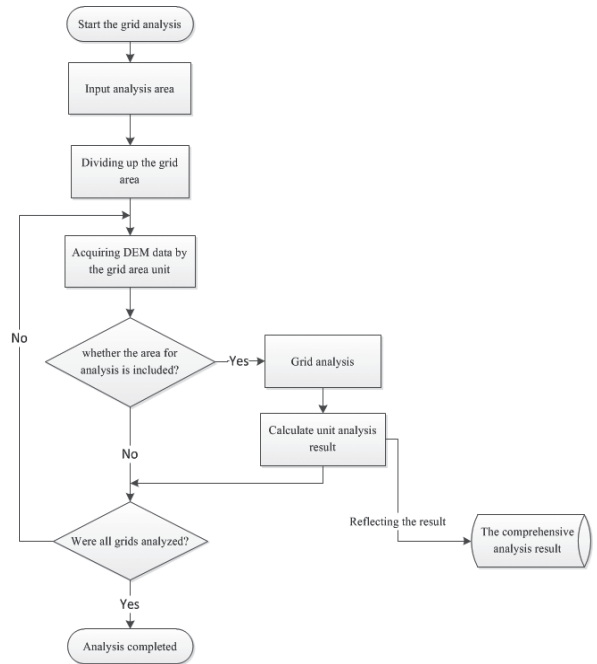 Start the grid analysis
Input analysis area
Dividing up the grid
area
Acquiring DEM data by
the grid area unit
No
whether the area for
analysis is included?
Yes
Grid analysis
Calculate unit analysis
result
No
Reflecting the result
The comprehensive
analysis result
Were all grids analyzed?
Yes
Analysis completed